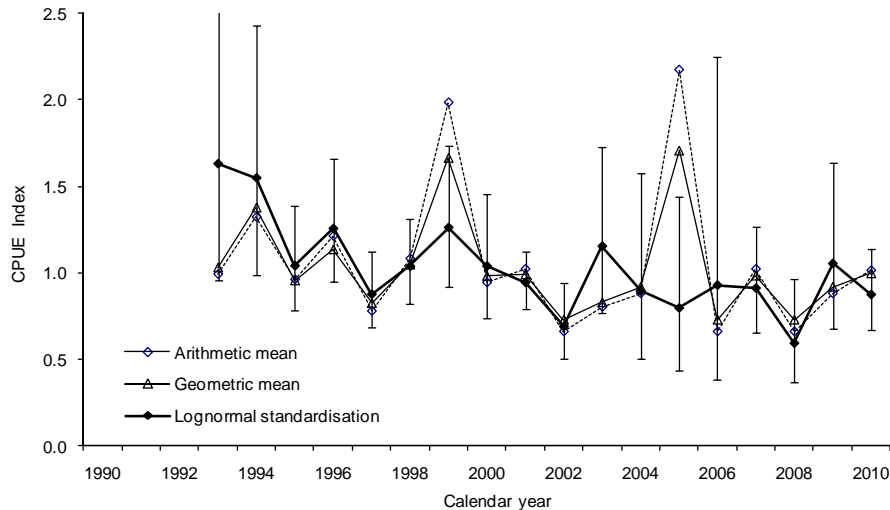 2.5
2.0
1.5
1.0
0.5
0.0
CPUE Index
Arithmetic mean
Geometric mean
Lognormal standardisation
1990 1992 1994 1996 1998 2000 2002 2004 2006 2008 2010
Calendar year